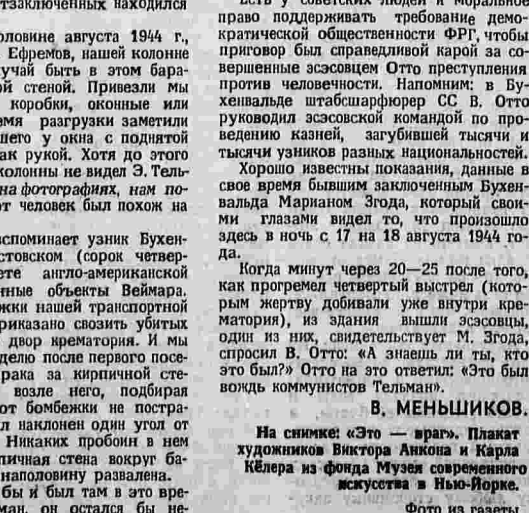 отзаключенных находился
оловине августа 1944 г.,
Ефремов, нашей колонне
учай быть в этом бара-
ой стеной. Привезли мы
коробки, оконные или
емя разгрузки заметили
шего у окна с поднятой
ак рукой. Хотя до этого
колонны не видел Э. Тель-
на фотографиях, нам по-
от человек был похож на
вспоминает узник Бухен-
стовском (сорок четвер-
ете англо-американской
нные объекты Веймара.
ожки нашей транспортной
риказано свозить убитых
двор крематория. И мы
делю после первого посе-
рака за кирпичной сте-
возле него, подбирая
от бомбежки не постра-
ыл наклонен один угол от
Никаких пробоин в нем
пичная стена вокруг ба-
наполовину развалена.
бы и был там в это вре-
ман, он остался бы не-
Есть у советских людей и моральное
право поддерживать требование демо-
кратической общественности ФРГ, чтобы
приговор был справедливой карой за со-
вершенные эсэсовцем Отто преступления
против человечности. Напомним: в Бу-
хенвальде штабсшарфюрер СС В. Отто
руководил эсэсовской командой по про-
ведению казней, загубившей тысячи и
тысячи узников разных национальностей.
Хорошо известны показания, данные в
свое время бывшим заключенным Бухен-
вальда Марианом Згода, который свои-
ми глазами видел то, что произошло
здесь в ночь с 17 на 18 августа 1944 го-
да.
Когда минут через 20—25 после того,
как прогремел четвертый выстрел (кото-
рым жертву добивали уже внутри кре-
матория), из здания вышли эсэсовцы,
один из них, свидетельствует М. Згода,
спросил В. Отто: «А знаешь ли ты, кто
это был?» Отто на это ответил: «Это был
вождь коммунистов Тельман».
В. МЕНЬШИКОВ.
На снимке: «Это — враг». Плакат
художников Виктора Анкона и Карла
Кёлера из фонда Музея современного
искусства в Нью-Йорке.
Фото из газеты